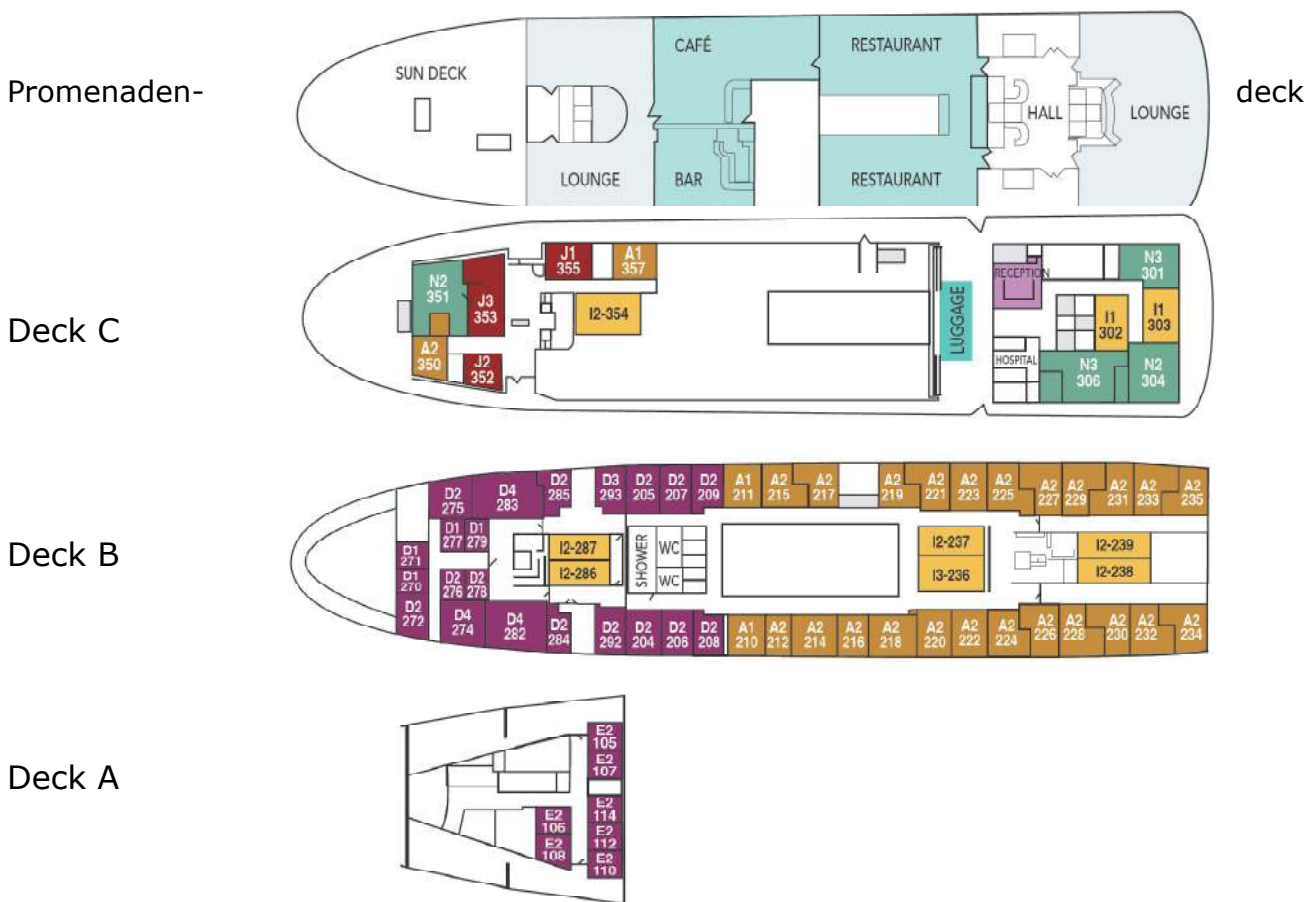 Promenaden-
deck
SUN DECK
LOUNGE
CAFÉ
BAR
RESTAURANT
RESTAURANT
HALL
LOUNGE
Deck C
N2
351
J3
353
A2
350
J2
352
J1
355
A1
357
I2-354
LUGGAGE
RECEPTION
HOSPITAL
N3
301
I1
302
I1
303
N3
306
N2
304
Deck B
D2
275
D4
283
D2
285
D3
293
D2
205
D2
207
D2
209
A1
211
A2
215
A2
217
A2
219
A2
221
A2
223
A2
225
A2
227
A2
229
A2
231
A2
233
A2
235
D1
277
D1
279
D1
271
D1
270
D2
272
D2
276
D2
278
I2-287
I2-286
SHOWER
WC
WC
I2-237
I3-236
I2-239
I2-238
D4
274
D4
282
D2
284
D2
292
D2
204
D2
206
D2
208
A1
210
A2
212
A2
214
A2
216
A2
218
A2
220
A2
222
A2
224
A2
226
A2
228
A2
230
A2
232
A2
234
Deck A
E2
105
E2
107
E2
106
E2
108
E2
114
E2
112
E2
110